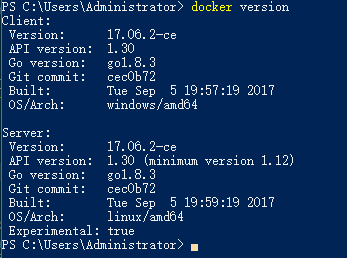 PS C:\Users\Administrator> docker version
Client:
 Version:      17.06.2-ce
 API version:  1.30
 Go version:   go1.8.3
 Git commit:   cec0b72
 Built:        Tue Sep  5 19:57:19 2017
 OS/Arch:      windows/amd64

Server:
 Version:      17.06.2-ce
 API version:  1.30 (minimum version 1.12)
 Go version:   go1.8.3
 Git commit:   cec0b72
 Built:        Tue Sep  5 19:59:19 2017
 OS/Arch:      linux/amd64
 Experimental: true
PS C:\Users\Administrator>